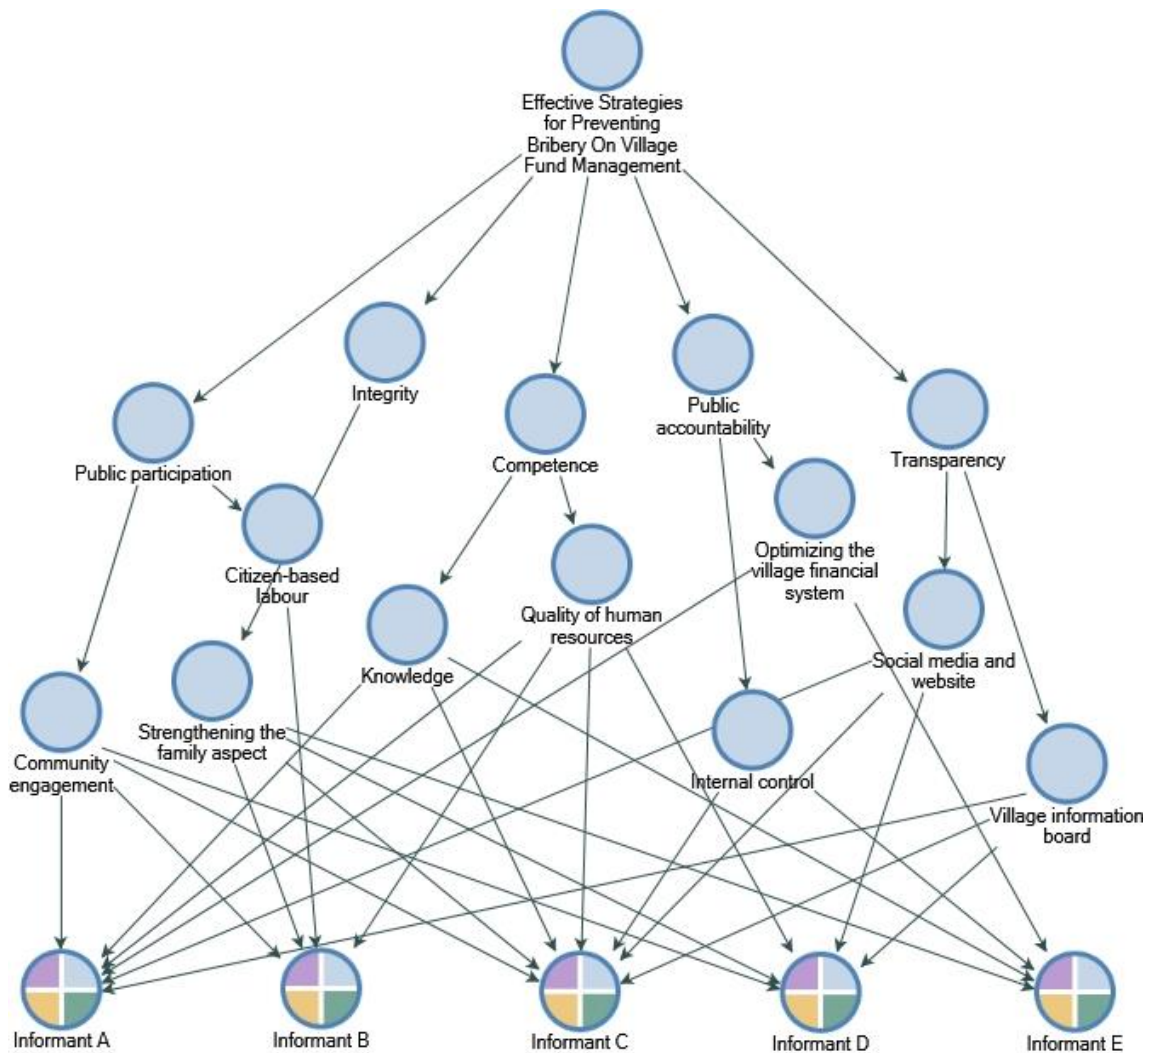 Effective Strategies
for Preventing
Bribery On Village
Fund Management
Integrity
Public
accountability
Public participation
Competence
Transparency
Citizen-based
labour
Optimizing the
village financial
system
Quality of human
resources
Knowledge
Social media and
website
Strengthening the
family aspect
Community
engagement
Internal control
Village information
board
Informant A
Informant B
Informant C
Informant D
Informant E